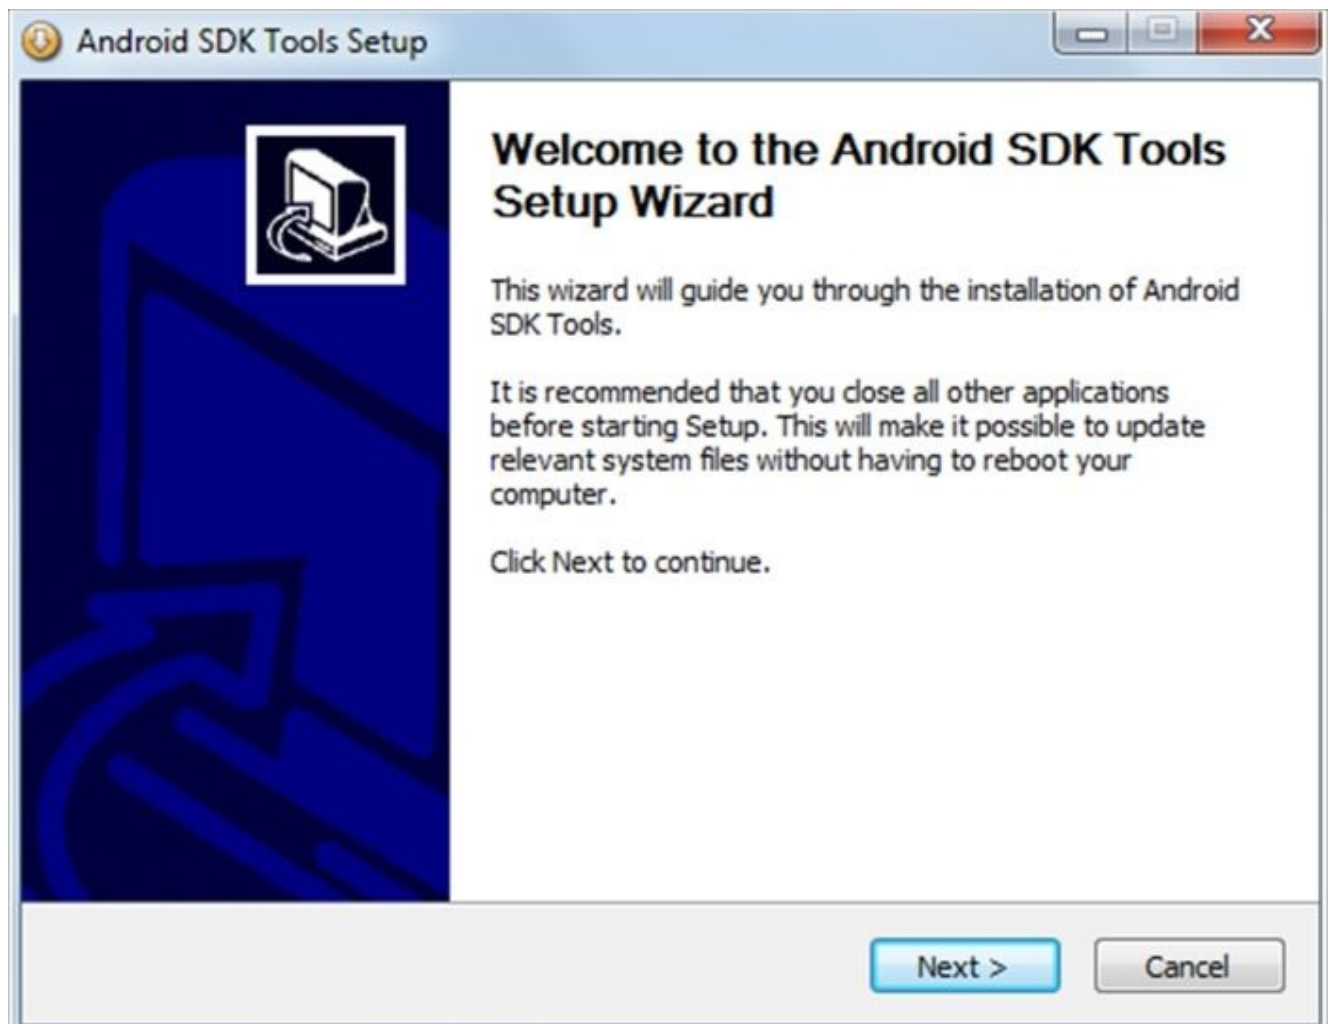 Android SDK Tools Setup
Welcome to the Android SDK Tools
Setup Wizard
This wizard will guide you through the installation of Android
SDK Tools.
It is recommended that you close all other applications
before starting Setup. This will make it possible to update
relevant system files without having to reboot your
computer.
Click Next to continue.
Next >
Cancel